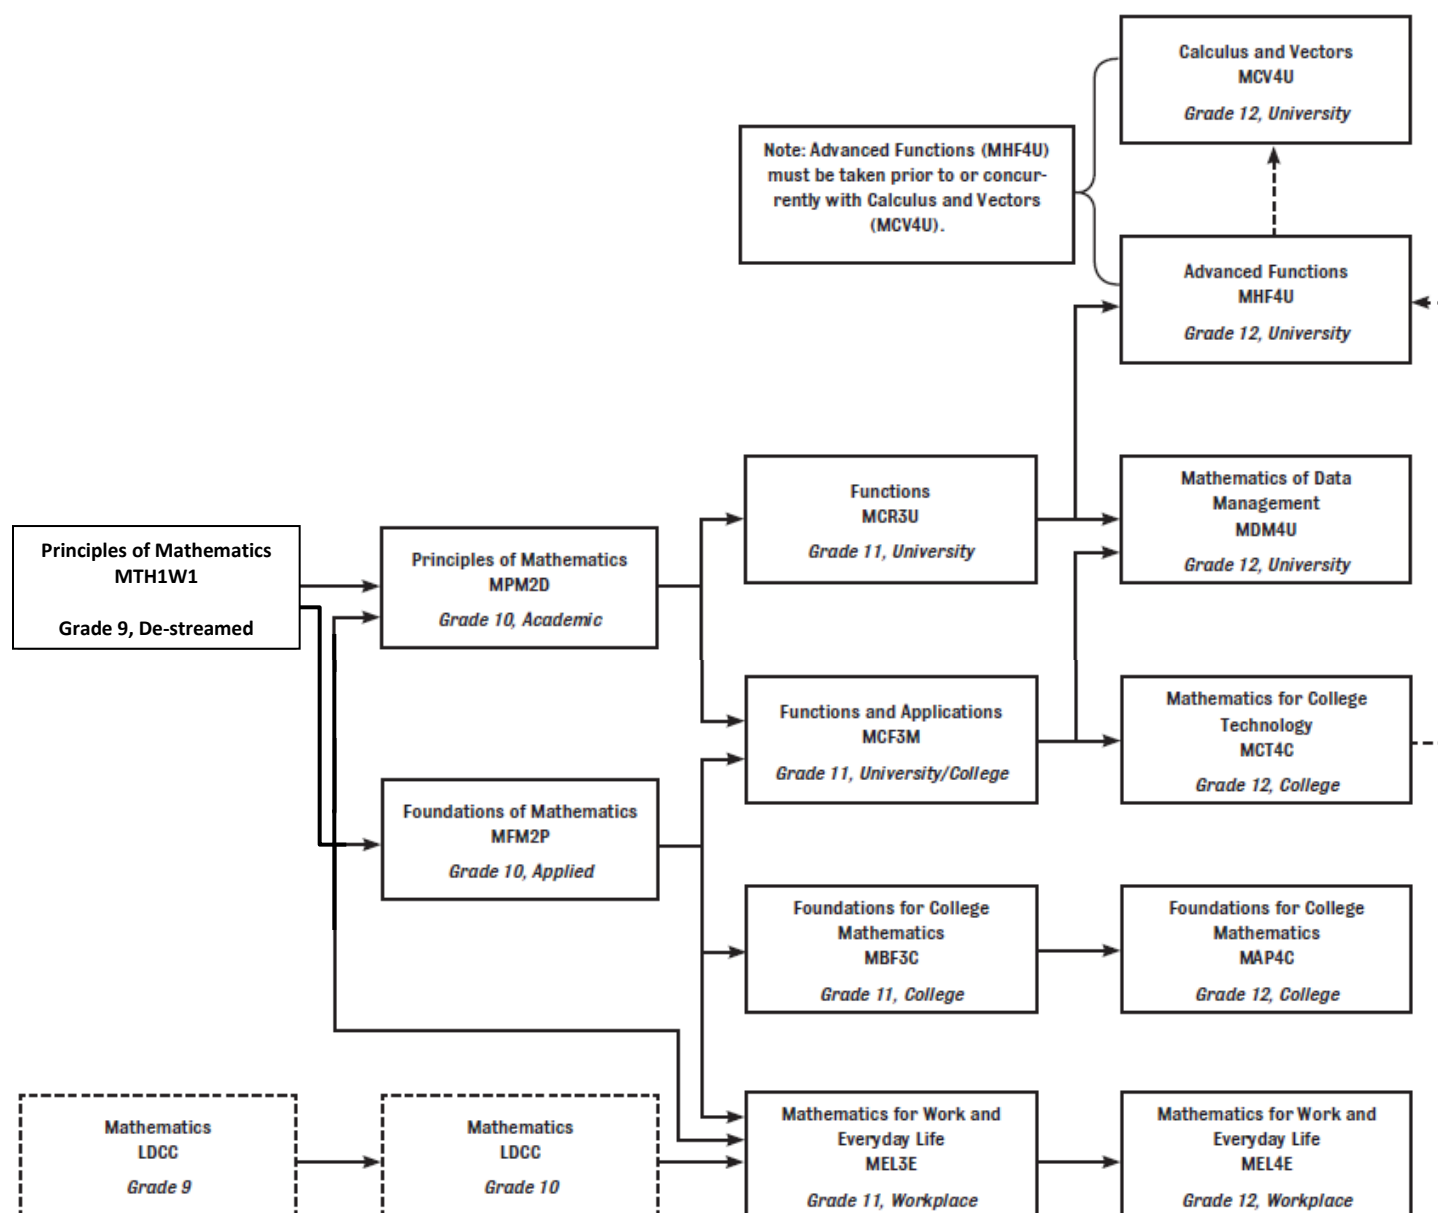 Calculus and Vectors
MCV4U
Grade 12, University
Note: Advanced Functions (MHF4U)
must be taken prior to or concur-
rently with Calculus and Vectors
(MCV4U).
Advanced Functions
MHF4U
Grade 12, University
Functions
MCR3U
Grade 11, University
Mathematics of Data
Management
MDM4U
Grade 12, University
Principles of Mathematics
MTH1W1
Grade 9, De-streamed
Principles of Mathematics
MPM2D
Grade 10, Academic
Functions and Applications
MCF3M
Grade 11, University/College
Mathematics for College
Technology
MCT4C
Grade 12, College
Foundations of Mathematics
MFM2P
Grade 10, Applied
Foundations for College
Mathematics
MBF3C
Grade 11, College
Foundations for College
Mathematics
MAP4C
Grade 12, College
Mathematics
LDCC
Grade 9
Mathematics
LDCC
Grade 10
Mathematics for Work and
Everyday Life
MEL3E
Grade 11, Workplace
Mathematics for Work and
Everyday Life
MEL4E
Grade 12, Workplace